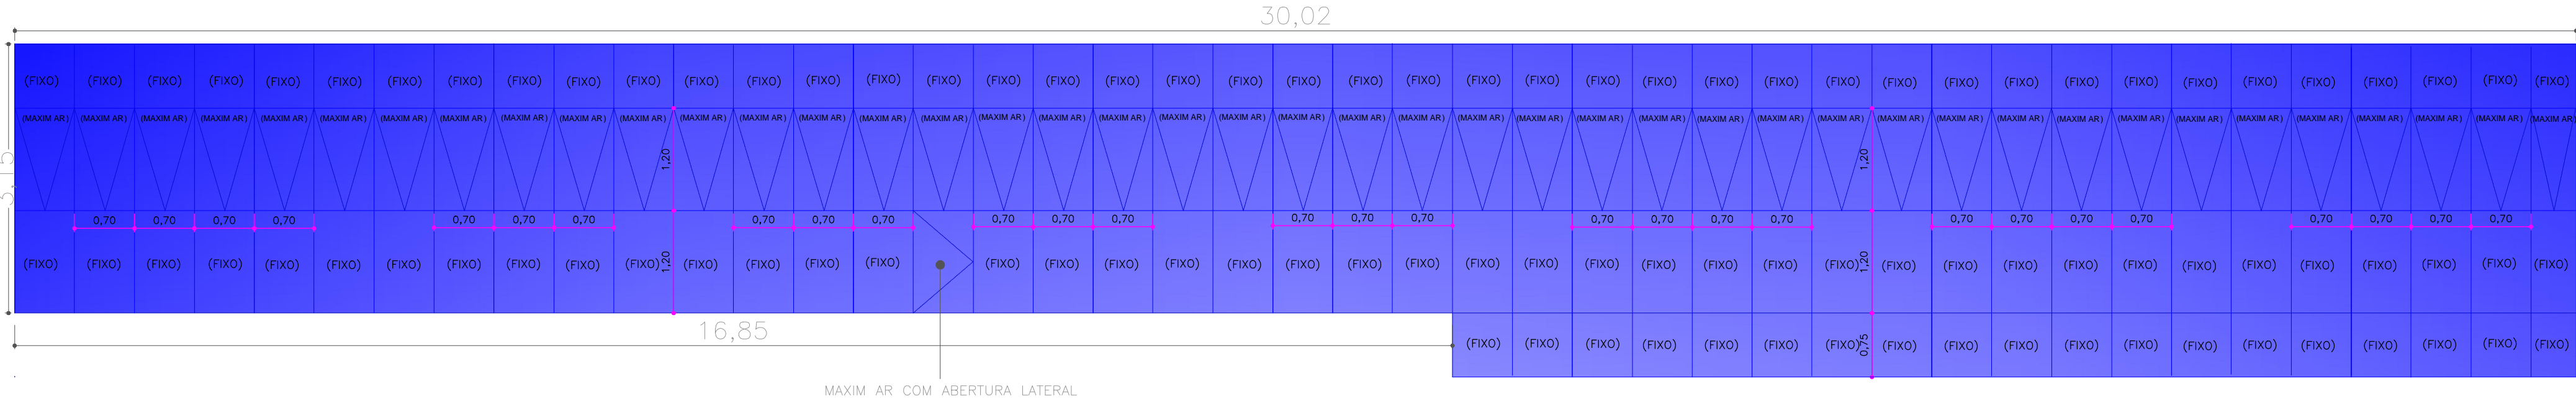 30,02
(FIXO) (FIXO) (FIXO) (FIXO) (FIXO) (FIXO) (FIXO) (FIXO) (FIXO) (FIXO) (FIXO) (FIXO) (FIXO) (FIXO) (FIXO) (FIXO) (FIXO) (FIXO) (FIXO) (FIXO) (FIXO) (FIXO) (FIXO) (FIXO) (FIXO) (FIXO) (FIXO) (FIXO) (FIXO) (FIXO) (FIXO) (FIXO) (FIXO) (FIXO) (FIXO) (FIXO) (FIXO) (FIXO) (FIXO) (FIXO) (FIXO) (FIXO) (FIXO)
(MAXIM AR) (MAXIM AR) (MAXIM AR) (MAXIM AR) (MAXIM AR) (MAXIM AR) (MAXIM AR) (MAXIM AR) (MAXIM AR) (MAXIM AR) (MAXIM AR) (MAXIM AR) (MAXIM AR) (MAXIM AR) (MAXIM AR) (MAXIM AR) (MAXIM AR) (MAXIM AR) (MAXIM AR) (MAXIM AR) (MAXIM AR) (MAXIM AR) (MAXIM AR) (MAXIM AR) (MAXIM AR) (MAXIM AR) (MAXIM AR) (MAXIM AR) (MAXIM AR) (MAXIM AR) (MAXIM AR) (MAXIM AR) (MAXIM AR) (MAXIM AR) (MAXIM AR) (MAXIM AR) (MAXIM AR) (MAXIM AR) (MAXIM AR) (MAXIM AR) (MAXIM AR) (MAXIM AR) (MAXIM AR)
3,15
1,20
1,20
0,70 0,70 0,70 0,70 0,70 0,70 0,70 0,70 0,70 0,70 0,70 0,70 0,70 0,70 0,70 0,70 0,70 0,70 0,70 0,70 0,70 0,70 0,70 0,70 0,70 0,70 0,70 0,70
(FIXO) (FIXO) (FIXO) (FIXO) (FIXO) (FIXO) (FIXO) (FIXO) (FIXO) (FIXO) (FIXO) (FIXO) (FIXO) (FIXO) (FIXO) (FIXO) (FIXO) (FIXO) (FIXO) (FIXO) (FIXO) (FIXO) (FIXO) (FIXO) (FIXO) (FIXO) (FIXO) (FIXO) (FIXO) (FIXO) (FIXO) (FIXO) (FIXO) (FIXO) (FIXO) (FIXO) (FIXO) (FIXO) (FIXO) (FIXO) (FIXO) (FIXO)
1,20
1,20
16,85
(FIXO) (FIXO) (FIXO) (FIXO) (FIXO) (FIXO) (FIXO) (FIXO) (FIXO) (FIXO) (FIXO) (FIXO) (FIXO) (FIXO) (FIXO) (FIXO) (FIXO) (FIXO) (FIXO)
0,75
MAXIM AR COM ABERTURA LATERAL